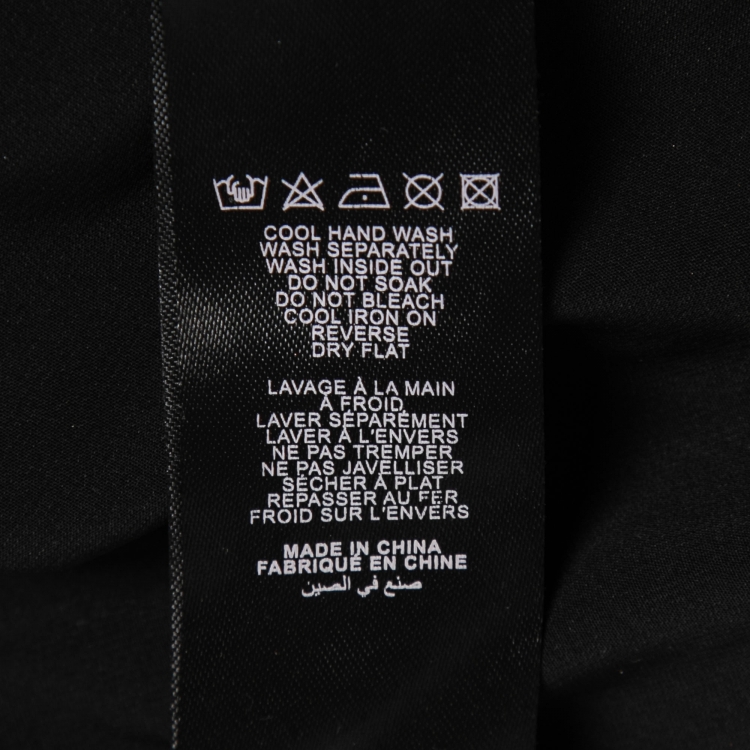 COOL HAND WASH
WASH SEPARATELY
WASH INSIDE OUT
DO NOT SOAK
DO NOT BLEACH
COOL IRON ON
REVERSE
DRY FLAT
LAVAGE À LA MAIN
À FROID,
LAVER SÉPARÉMENT
LAVER À L'ENVERS
NE PAS TREMPER
NE PAS JAVELLISER
SÉCHER À PLAT
REPASSER AU FER
FROID SUR L'ENVERS
MADE IN CHINA
FABRIQUÉ EN CHINE
صنع في الصين